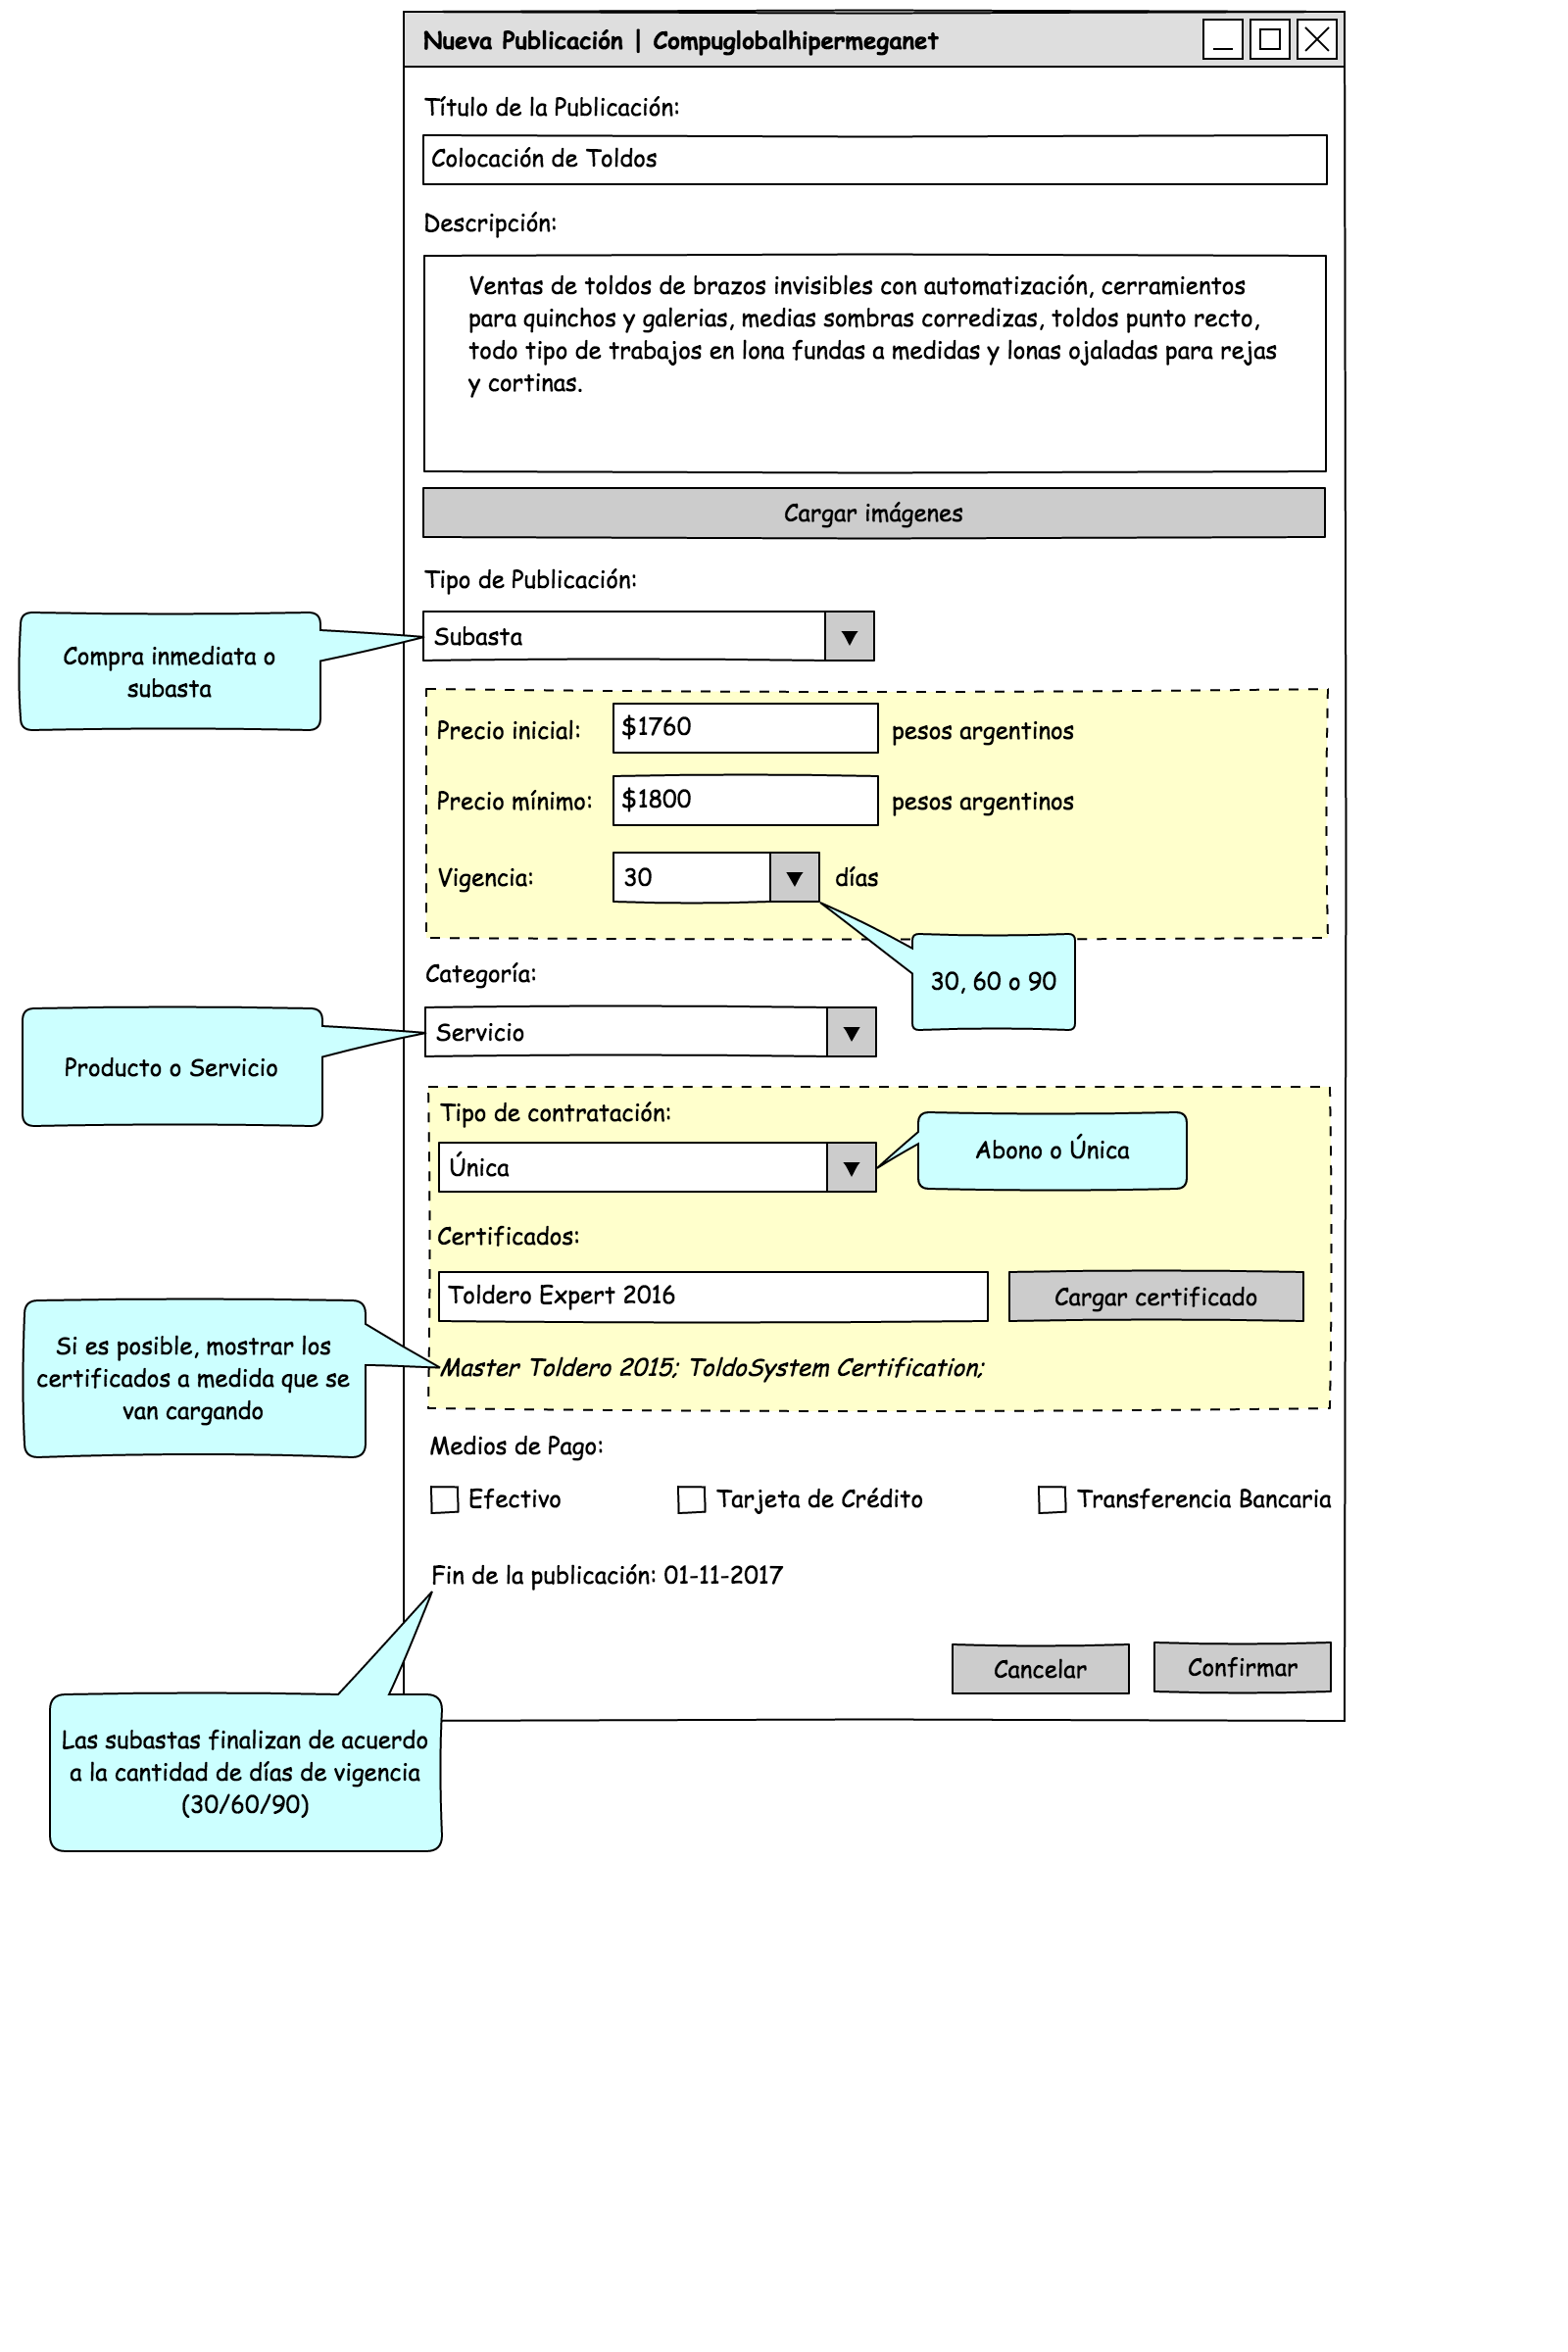 Nueva Publicación | Compuglobalhipermeganet
Título de la Publicación:
Colocación de Toldos
Descripción:
Ventas de toldos de brazos invisibles con automatización, cerramientos
para quinchos y galerias, medias sombras corredizas, toldos punto recto,
todo tipo de trabajos en lona fundas a medidas y lonas ojaladas para rejas
y cortinas.
Cargar imágenes
Tipo de Publicación:
Compra inmediata o
subasta
Subasta
Precio inicial: $1760 pesos argentinos
Precio mínimo: $1800 pesos argentinos
Vigencia: 30 días
30, 60 o 90
Categoría:
Producto o Servicio
Servicio
Tipo de contratación:
Única
Abono o Única
Certificados:
Toldero Expert 2016
Cargar certificado
Si es posible, mostrar los
certificados a medida que se
van cargando
Master Toldero 2015; ToldoSystem Certification;
Medios de Pago:
Efectivo Tarjeta de Crédito Transferencia Bancaria
Fin de la publicación: 01-11-2017
Cancelar Confirmar
Las subastas finalizan de acuerdo
a la cantidad de días de vigencia
(30/60/90)